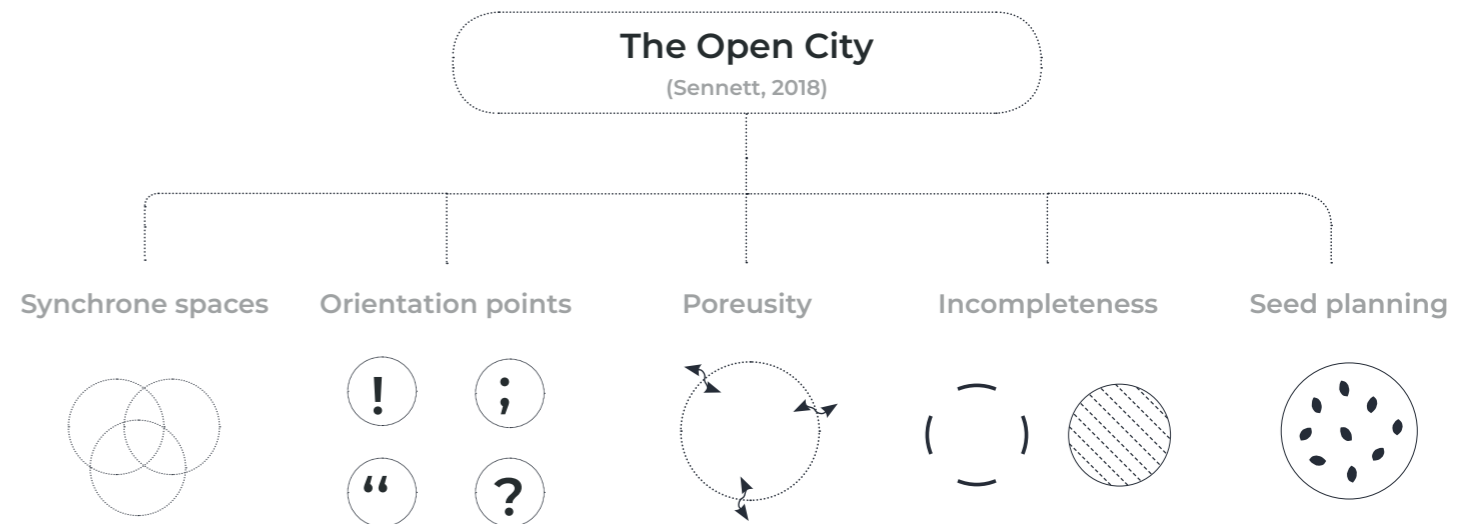 The Open City
(Sennett, 2018)
Synchrone spaces
Orientation points
Poreusity
Incompleteness
Seed planning
! ;
“ ?